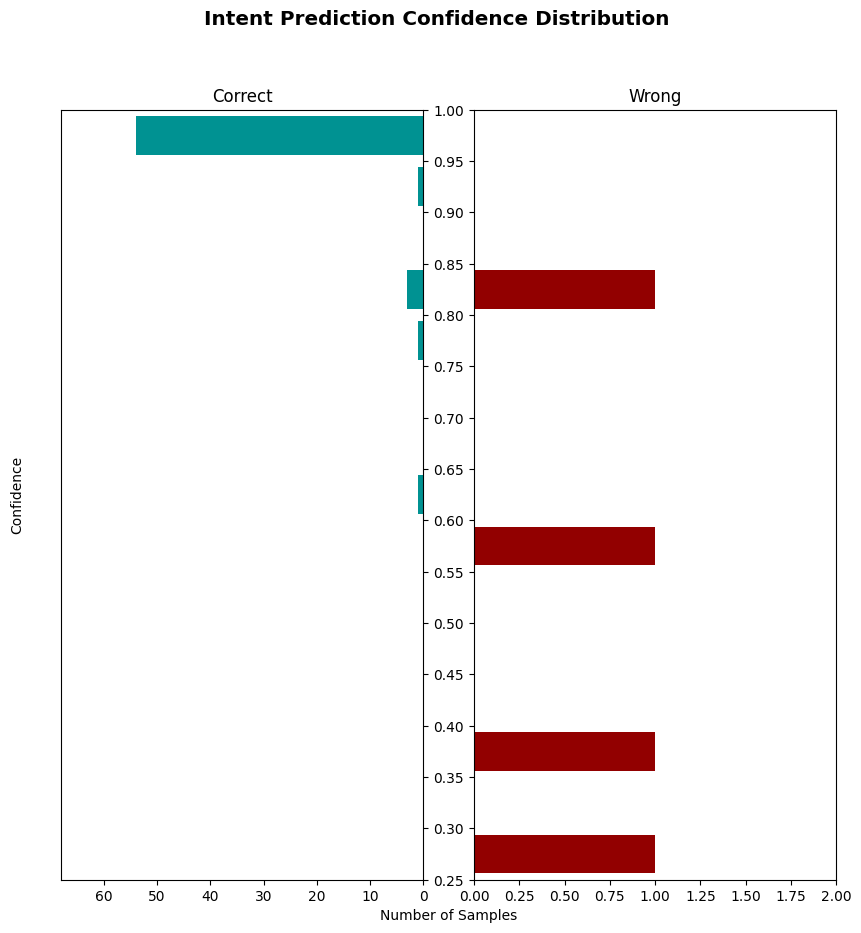 Intent Prediction Confidence Distribution
Correct
Wrong
1.00
0.95
0.90
0.85
0.80
0.75
0.70
0.65
0.60
0.55
0.50
0.45
0.40
0.35
0.30
0.25
Confidence
60 50 40 30 20 10 0
0.00 0.25 0.50 0.75 1.00 1.25 1.50 1.75 2.00
Number of Samples